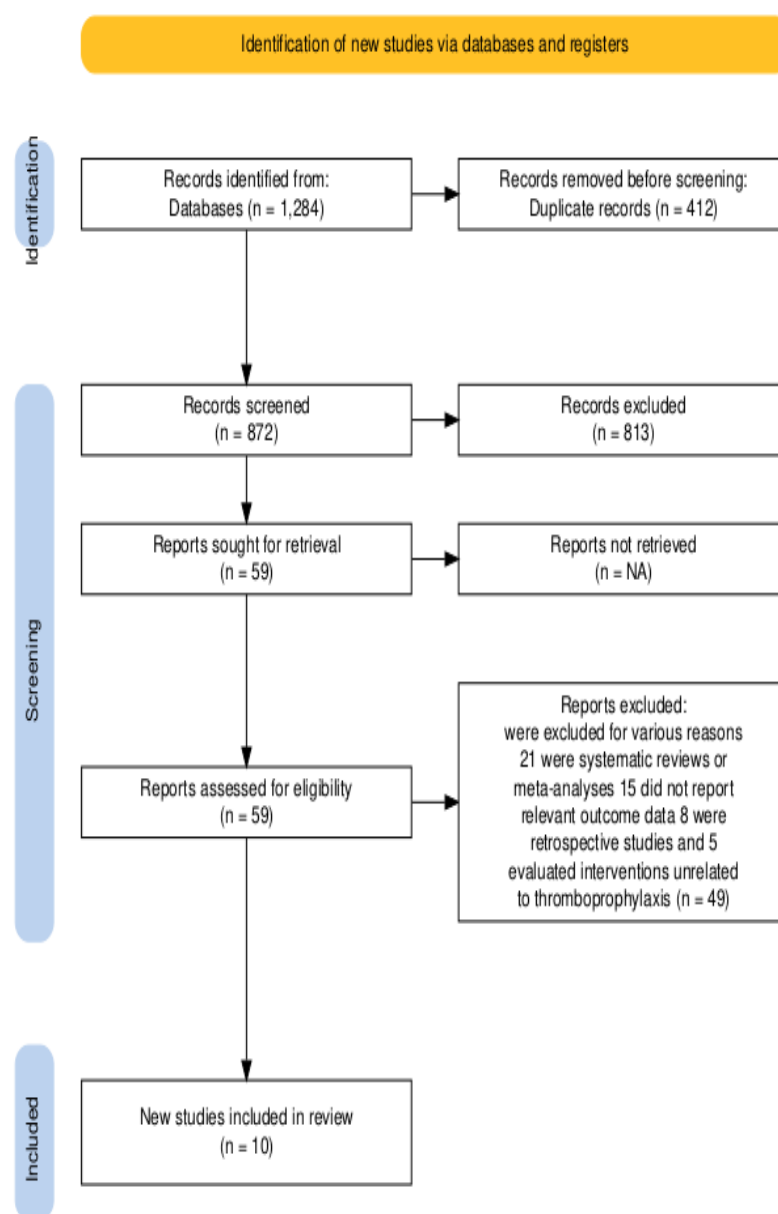 Identification of new studies via databases and registers
Identification
Records identified from:
Databases (n = 1,284)
Records removed before screening:
Duplicate records (n = 412)
Screening
Records screened
(n = 872)
Records excluded
(n = 813)
Reports sought for retrieval
(n = 59)
Reports not retrieved
(n = NA)
Reports assessed for eligibility
(n = 59)
Reports excluded:
were excluded for various reasons
21 were systematic reviews or
meta-analyses 15 did not report
relevant outcome data 8 were
retrospective studies and 5
evaluated interventions unrelated
to thromboprophylaxis (n = 49)
Included
New studies included in review
(n = 10)